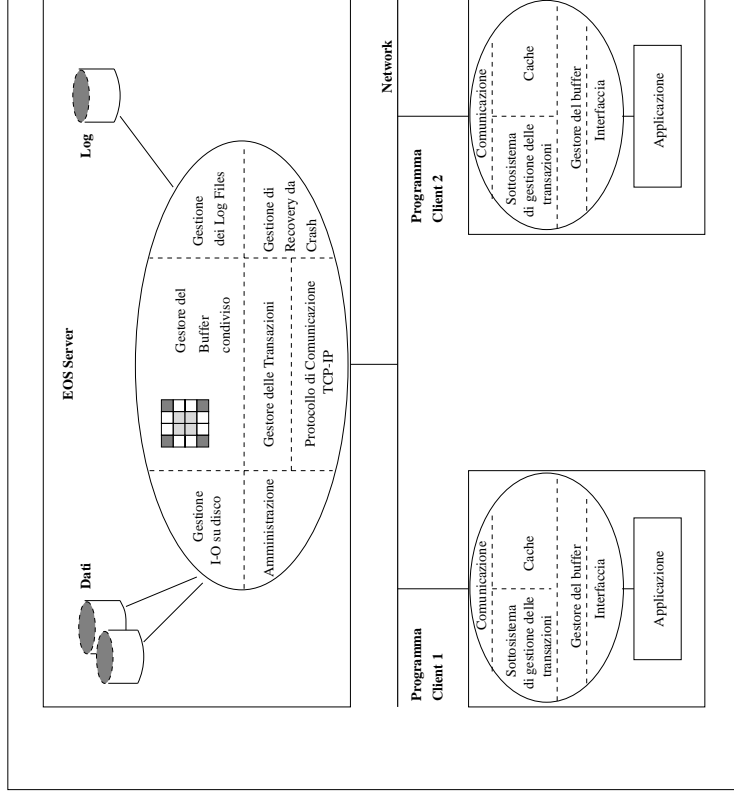 EOS Server
Dati
Log
Gestione
I-O su disco
Gestore del
Buffer
condiviso
Gestione
dei Log Files
Amministrazione
Gestore delle Transazioni
Protocollo di Comunicazione
TCP-IP
Gestione di
Recovery da
Crash
Network
Programma
Client 1
Comunicazione
Sottosistema
di gestione delle
transazioni
Cache
Gestore del buffer
Interfaccia
Applicazione
Programma
Client 2
Comunicazione
Sottosistema
di gestione delle
transazioni
Cache
Gestore del buffer
Interfaccia
Applicazione